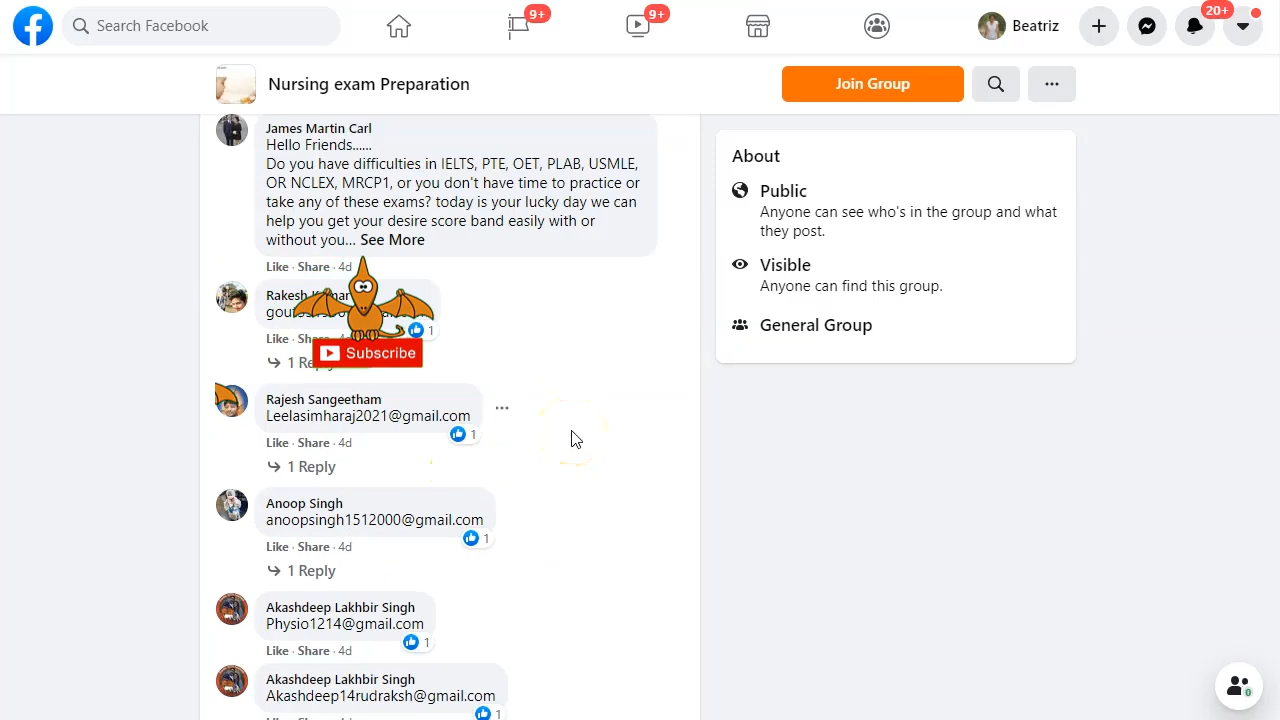 Search Facebook
9+
9+
Beatriz
20+
Nursing exam Preparation
Join Group
James Martin Carl
Hello Friends......
Do you have difficulties in IELTS, PTE, OET, PLAB, USMLE,
OR NCLEX, MRCP1, or you don't have time to practice or
take any of these exams? today is your lucky day we can
help you get your desire score band easily with or
without you... See More
Like · Share · 4d
Rakesh
1
Like · Sha
1 Reply
Subscribe
Rajesh Sangeetham
Leelasimharaj2021@gmail.com
1
Like · Share · 4d
1 Reply
Anoop Singh
anoopsingh1512000@gmail.com
1
Like · Share · 4d
1 Reply
Akashdeep Lakhbir Singh
Physio1214@gmail.com
1
Like · Share · 4d
Akashdeep Lakhbir Singh
Akashdeep14rudraksh@gmail.com
1
About
Public
Anyone can see who's in the group and what
they post.
Visible
Anyone can find this group.
General Group
0